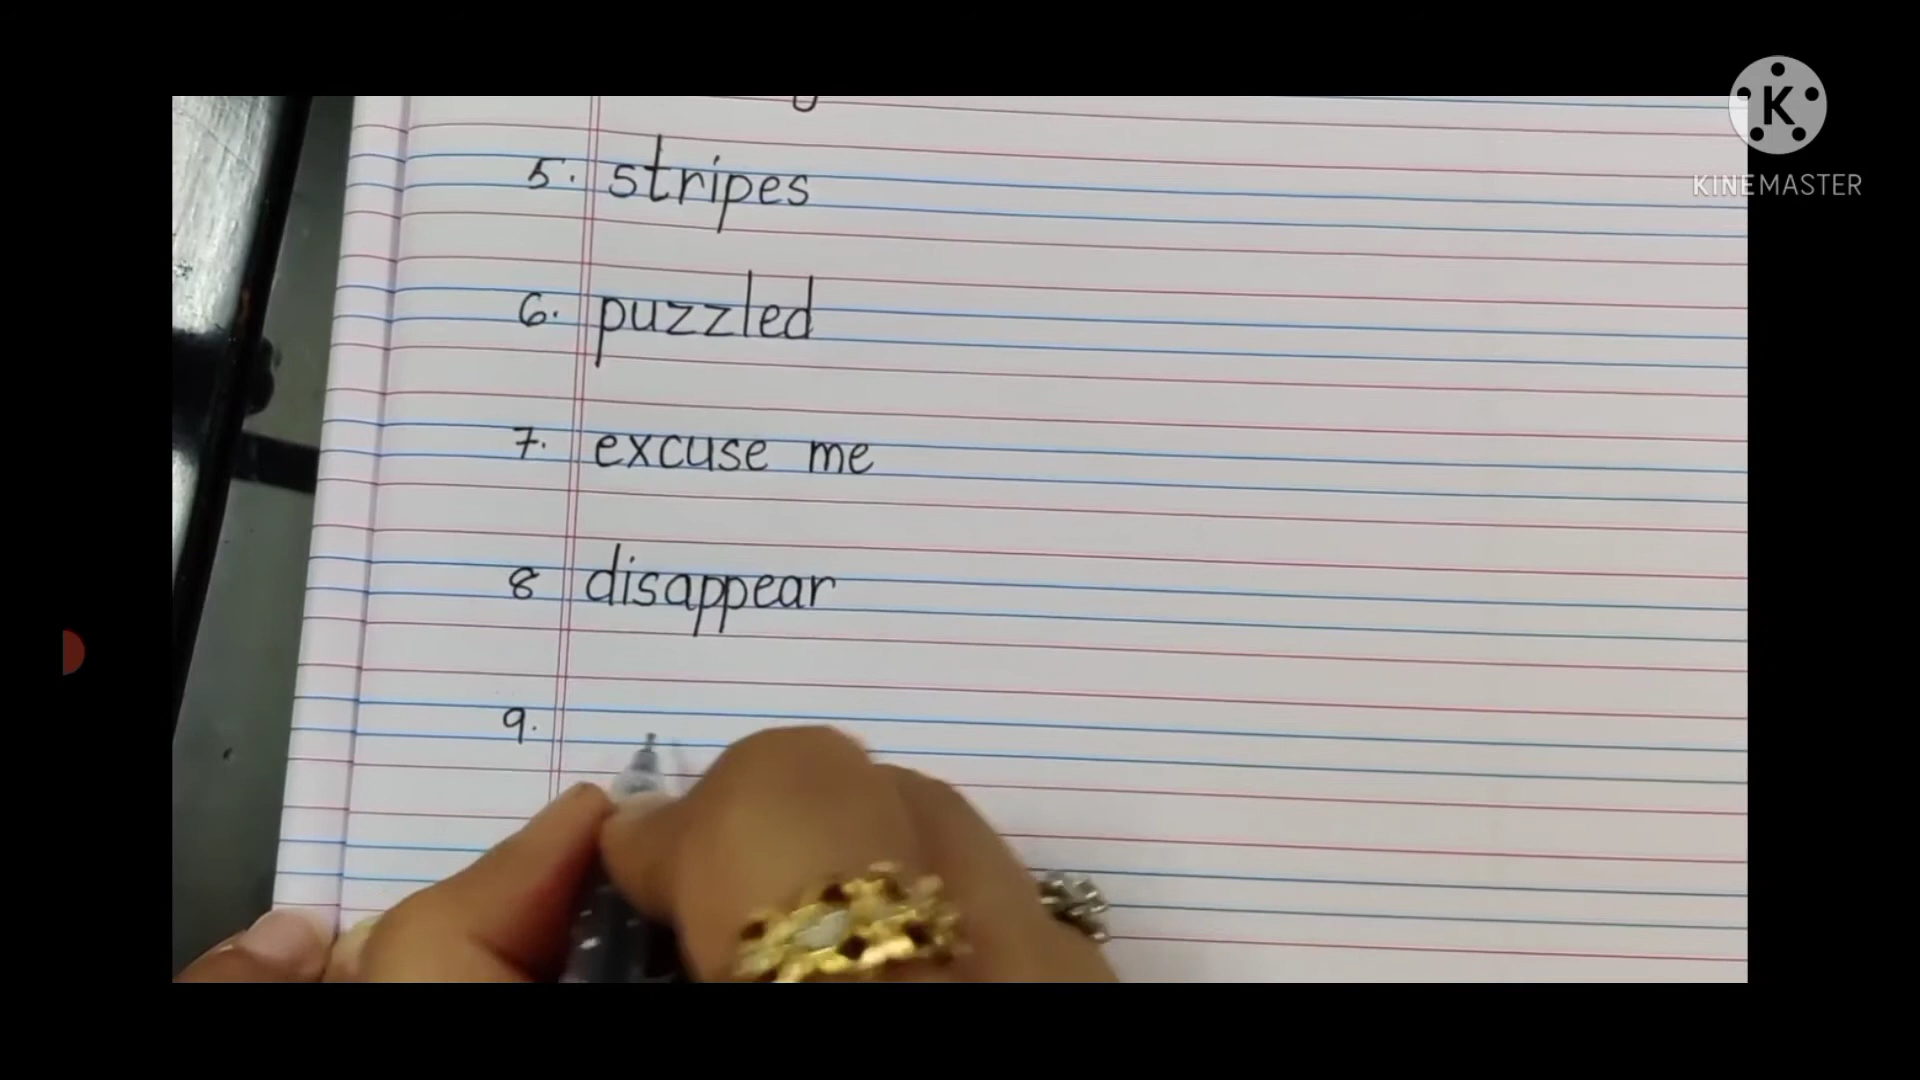 5. stripes
6. puzzled
7. excuse me
8 disappear
9.
K
KINEMASTER